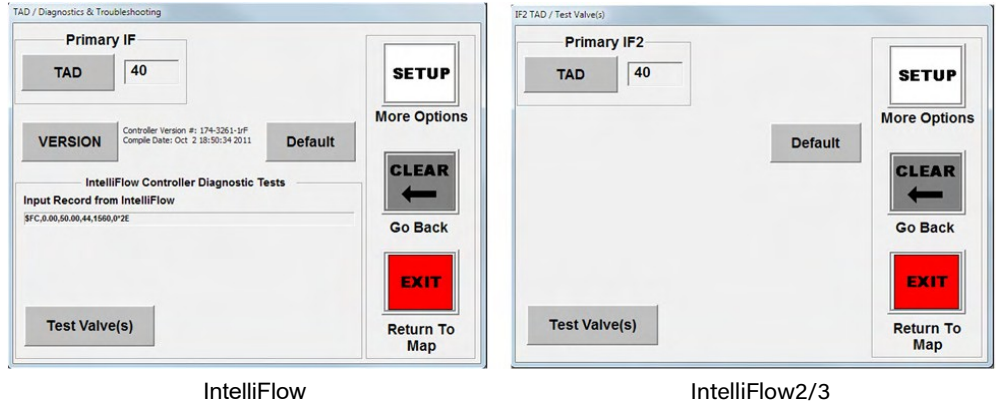 TAD / Diagnostics & Troubleshooting
Primary IF
TAD
40
SETUP
More Options
VERSION
Controller Version #: 174-3261-1rF
Compile Date: Oct 2 18:50:34 2011
Default
CLEAR
Go Back
IntelliFlow Controller Diagnostic Tests
Input Record from IntelliFlow
$FC,0.00,50.00,44,1560,0*2E
EXIT
Test Valve(s)
Return To
Map
IntelliFlow
IF2 TAD / Test Valve(s)
Primary IF2
TAD
40
SETUP
More Options
Default
CLEAR
Go Back
EXIT
Test Valve(s)
Return To
Map
IntelliFlow2/3